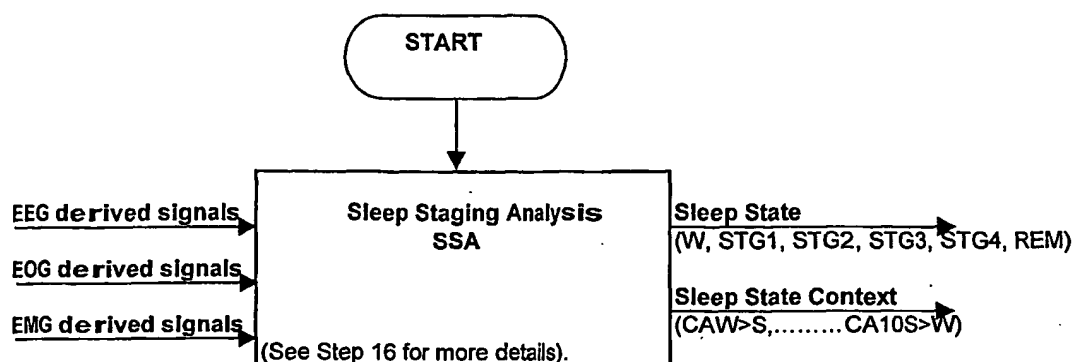 START
EEG derived signals
EOG derived signals
EMG derived signals
Sleep Staging Analysis
SSA
(See Step 16 for more details).
Sleep State
(W, STG1, STG2, STG3, STG4, REM)
Sleep State Context
(CAW>S,.........CA10S>W)